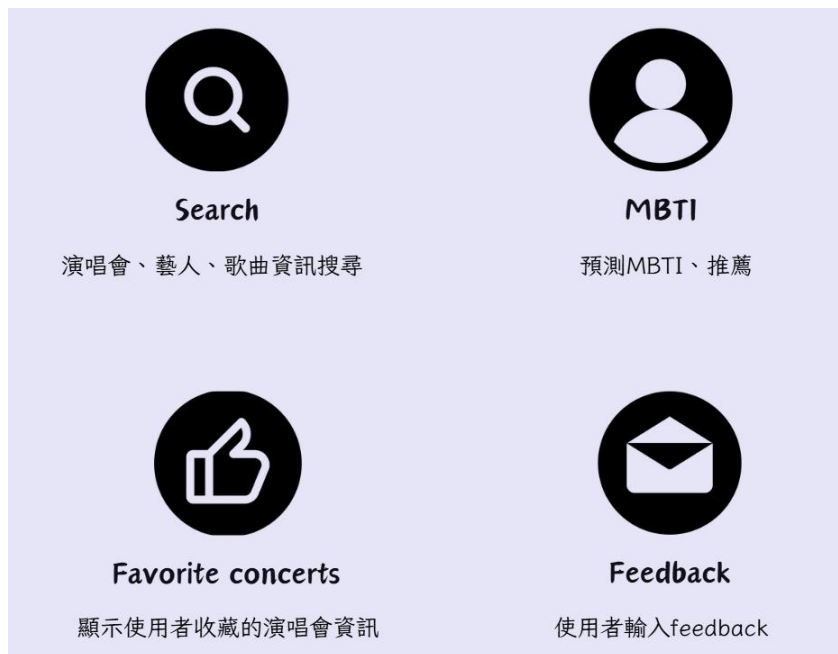 Search
演唱會、藝人、歌曲資訊搜尋
MBTI
預測MBTI、推薦
Favorite concerts
顯示使用者收藏的演唱會資訊
Feedback
使用者輸入feedback